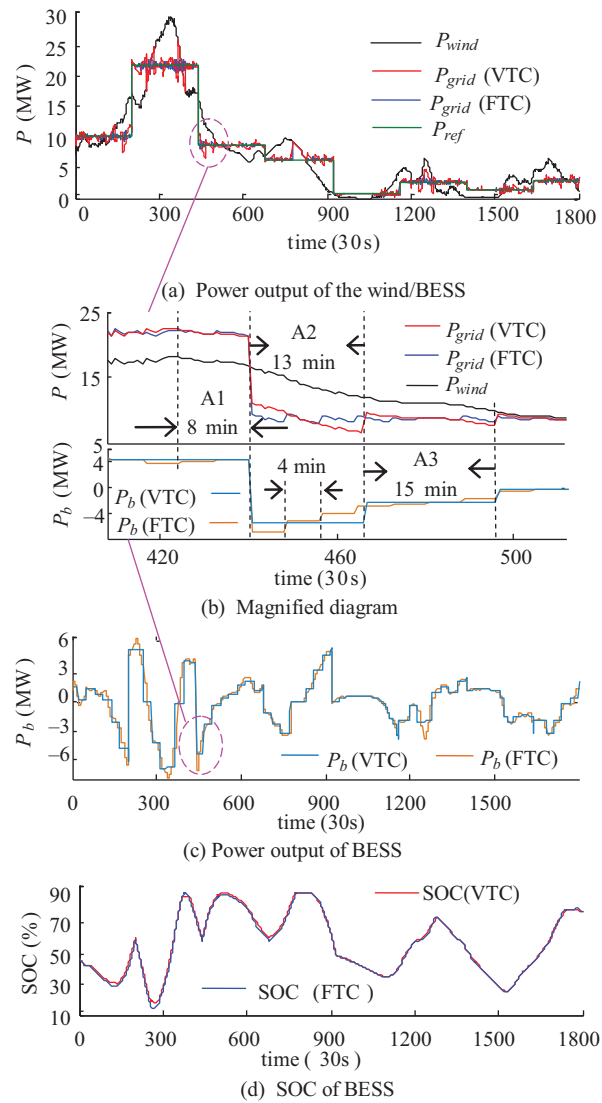 30
25
20
15
10
5
0
P (MW)
P_wind
P_grid (VTC)
P_grid (FTC)
P_ref
0 300 600 900 1200 1500 1800
time (30s)
(a) Power output of the wind/BESS
25
15
5
P (MW)
A2
13 min
A1
8 min
P_grid (VTC)
P_grid (FTC)
P_wind
4
0
−4
P_b (MW)
P_b (VTC)
P_b (FTC)
4 min
A3
15 min
420 460 500
time (30s)
(b) Magnified diagram
6
3
0
−3
−6
P_b (MW)
P_b (VTC)
P_b (FTC)
0 300 600 900 1200 1500
time (30s)
(c) Power output of BESS
90
70
50
30
10
SOC (%)
SOC(VTC)
SOC (FTC )
0 300 600 900 1200 1500 1800
time ( 30s)
(d) SOC of BESS